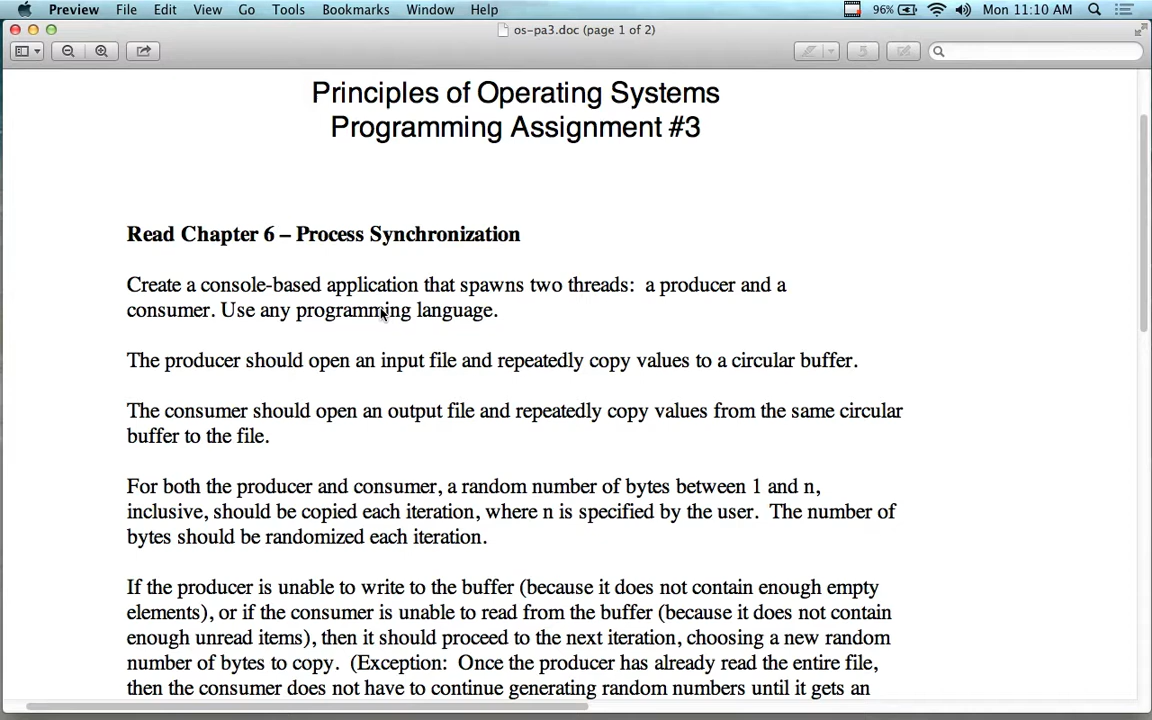 Preview File Edit View Go Tools Bookmarks Window Help 96% Mon 11:10 AM
os-pa3.doc (page 1 of 2)
Principles of Operating Systems
Programming Assignment #3
Read Chapter 6 – Process Synchronization
Create a console-based application that spawns two threads:  a producer and a
consumer. Use any programming language.
The producer should open an input file and repeatedly copy values to a circular buffer.
The consumer should open an output file and repeatedly copy values from the same circular
buffer to the file.
For both the producer and consumer, a random number of bytes between 1 and n,
inclusive, should be copied each iteration, where n is specified by the user.  The number of
bytes should be randomized each iteration.
If the producer is unable to write to the buffer (because it does not contain enough empty
elements), or if the consumer is unable to read from the buffer (because it does not contain
enough unread items), then it should proceed to the next iteration, choosing a new random
number of bytes to copy.  (Exception:  Once the producer has already read the entire file,
then the consumer does not have to continue generating random numbers until it gets an